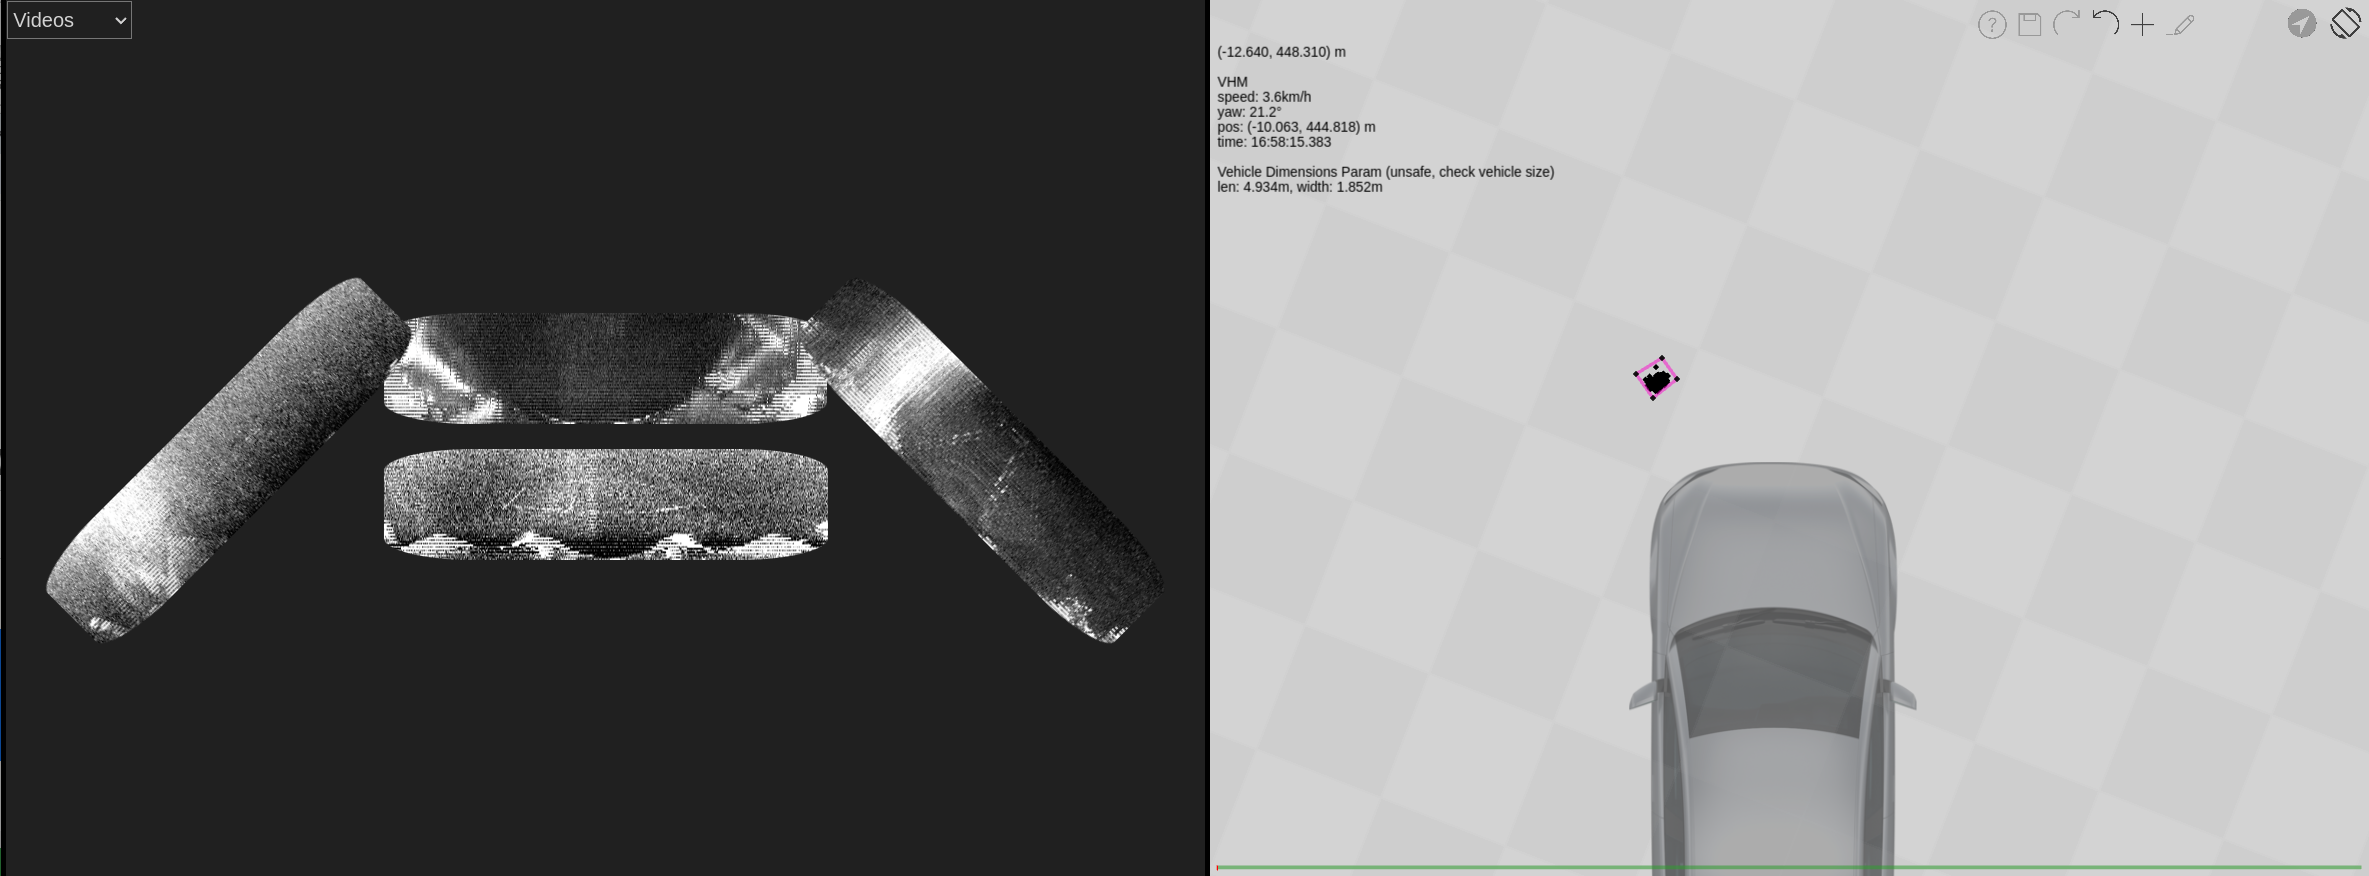 Videos
(-12.640, 448.310) m
VHM
speed: 3.6km/h
yaw: 21.2°
pos: (-10.063, 444.818) m
time: 16:58:15.383
Vehicle Dimensions Param (unsafe, check vehicle size)
len: 4.934m, width: 1.852m